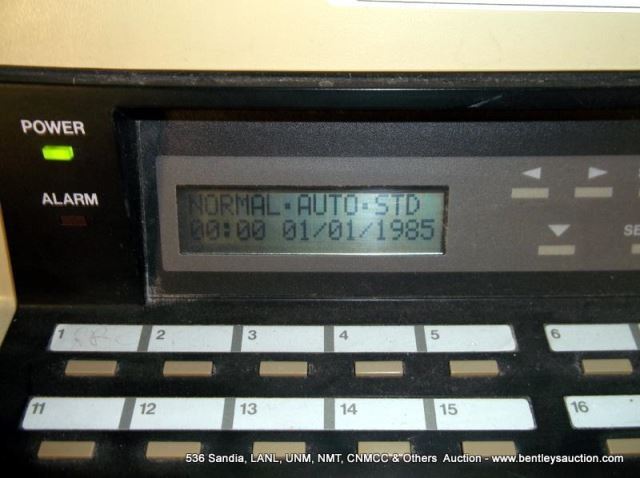 POWER
ALARM
NORMAL·AUTO·STD
00:00 01/01/1985
◄ ►
▼
1 2 3 4 5 6
11 12 13 14 15 16
536 Sandia, LANL, UNM, NMT, CNMCC & Others Auction - www.bentleysauction.com